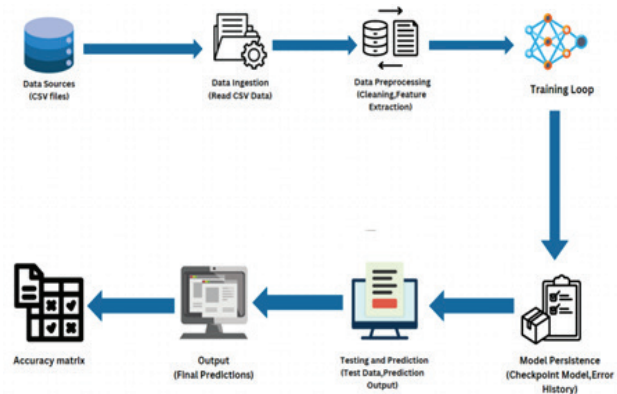 Data Sources
(CSV files)
Data Ingestion
(Read CSV Data)
Data Preprocessing
(Cleaning,Feature
Extraction)
Training Loop
Accuracy matrix
Output
(Final Predictions)
Testing and Prediction
(Test Data,Prediction
Output)
Model Persistence
(Checkpoint Model,Error
History)